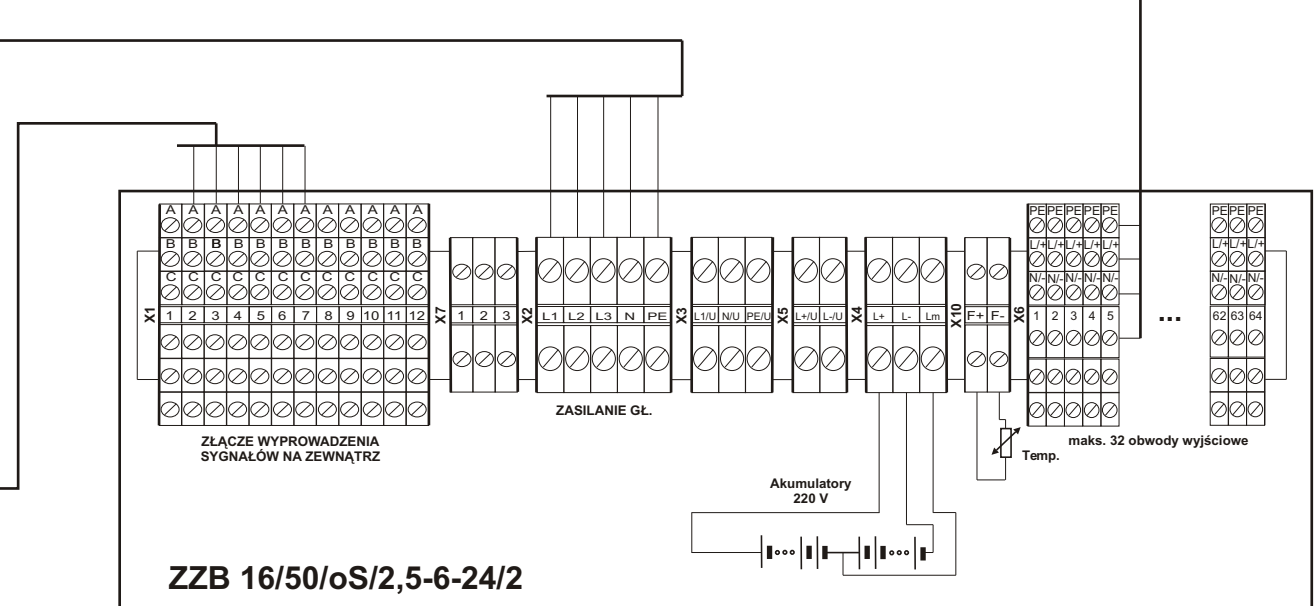 A A A A A A A A A A A A
B B B B B B B B B B B B
C C C C C C C C C C C C
X1 1 2 3 4 5 6 7 8 9 10 11 12
X7 1 2 3
X2 L1 L2 L3 N PE
X3 L1/U N/U PE/U
X5 L+/U L-/U
X4 L+ L- Lm
X10 F+ F-
PE PE PE PE PE
L/+ L/+ L/+ L/+ L/+
N/- N/- N/- N/- N/-
X6 1 2 3 4 5
...
PE PE PE
L/+ L/+ L/+
N/- N/- N/-
62 63 64
ZASILANIE GŁ.
ZŁĄCZE WYPROWADZENIA
SYGNAŁÓW NA ZEWNĄTRZ
maks. 32 obwody wyjściowe
Temp.
Akumulatory
220 V
ZZB 16/50/oS/2,5-6-24/2